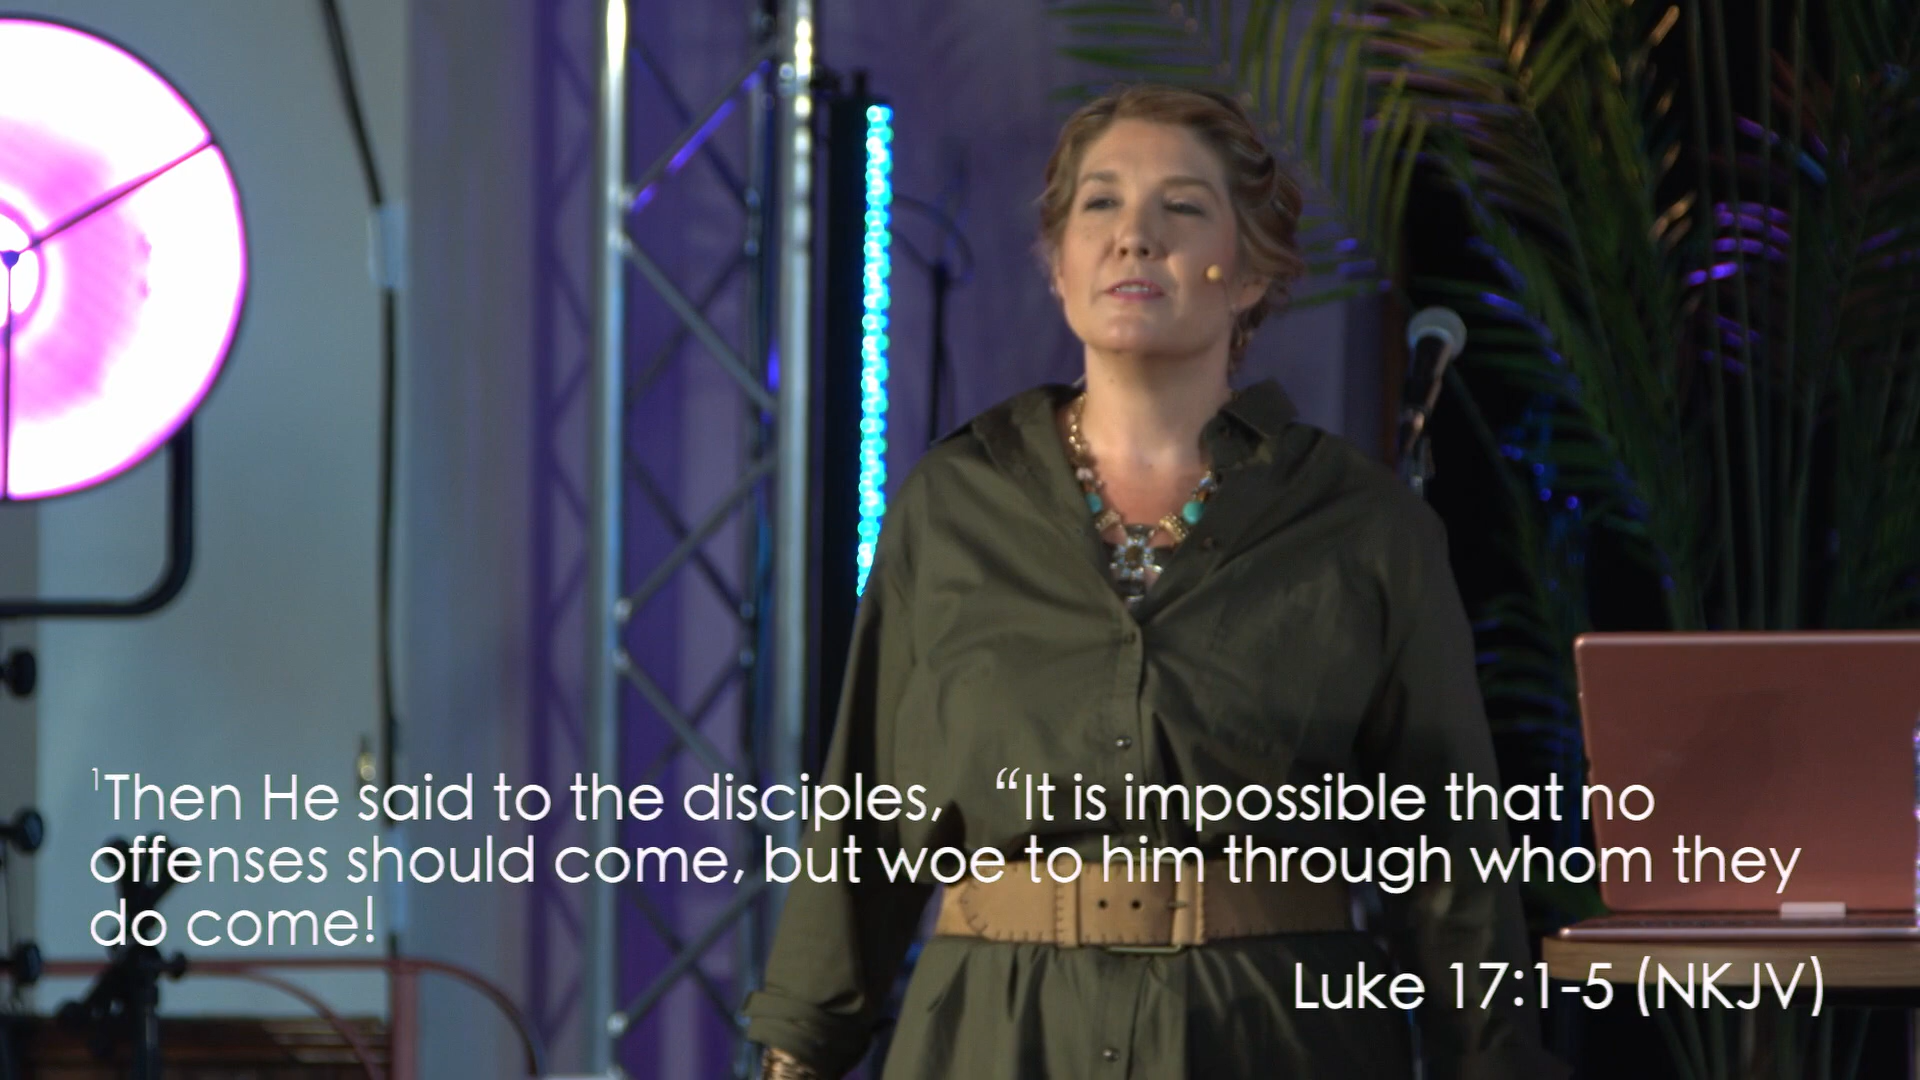 ¹Then He said to the disciples, “It is impossible that no
offenses should come, but woe to him through whom they
do come!
Luke 17:1-5 (NKJV)